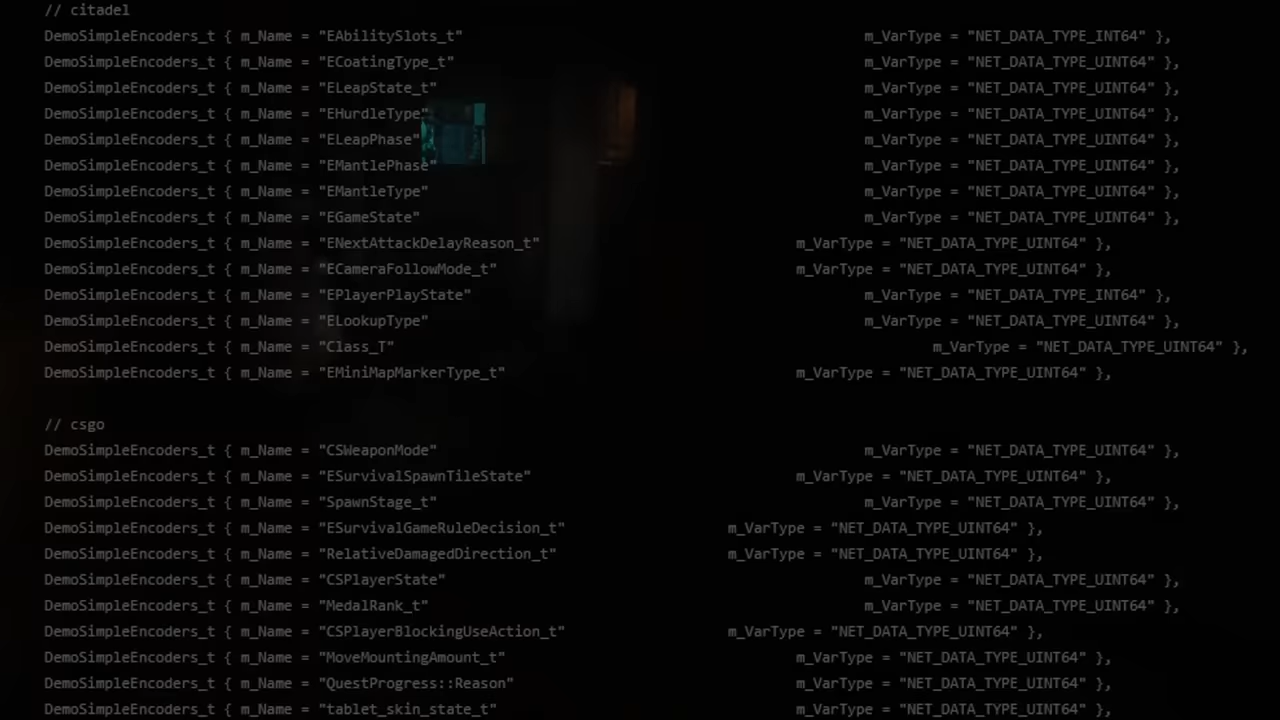 // citadel
DemoSimpleEncoders_t { m_Name = "EAbilitySlots_t" m_VarType = "NET_DATA_TYPE_INT64" },
DemoSimpleEncoders_t { m_Name = "ECoatingType_t" m_VarType = "NET_DATA_TYPE_UINT64" },
DemoSimpleEncoders_t { m_Name = "ELeapState_t" m_VarType = "NET_DATA_TYPE_UINT64" },
DemoSimpleEncoders_t { m_Name = "EHurdleType" m_VarType = "NET_DATA_TYPE_UINT64" },
DemoSimpleEncoders_t { m_Name = "ELeapPhase" m_VarType = "NET_DATA_TYPE_UINT64" },
DemoSimpleEncoders_t { m_Name = "EMantlePhase" m_VarType = "NET_DATA_TYPE_UINT64" },
DemoSimpleEncoders_t { m_Name = "EMantleType" m_VarType = "NET_DATA_TYPE_UINT64" },
DemoSimpleEncoders_t { m_Name = "EGameState" m_VarType = "NET_DATA_TYPE_UINT64" },
DemoSimpleEncoders_t { m_Name = "ENextAttackDelayReason_t" m_VarType = "NET_DATA_TYPE_UINT64" },
DemoSimpleEncoders_t { m_Name = "ECameraFollowMode_t" m_VarType = "NET_DATA_TYPE_UINT64" },
DemoSimpleEncoders_t { m_Name = "EPlayerPlayState" m_VarType = "NET_DATA_TYPE_INT64" },
DemoSimpleEncoders_t { m_Name = "ELookupType" m_VarType = "NET_DATA_TYPE_UINT64" },
DemoSimpleEncoders_t { m_Name = "Class_T" m_VarType = "NET_DATA_TYPE_UINT64" },
DemoSimpleEncoders_t { m_Name = "EMiniMapMarkerType_t" m_VarType = "NET_DATA_TYPE_UINT64" },
// csgo
DemoSimpleEncoders_t { m_Name = "CSWeaponMode" m_VarType = "NET_DATA_TYPE_UINT64" },
DemoSimpleEncoders_t { m_Name = "ESurvivalSpawnTileState" m_VarType = "NET_DATA_TYPE_UINT64" },
DemoSimpleEncoders_t { m_Name = "SpawnStage_t" m_VarType = "NET_DATA_TYPE_UINT64" },
DemoSimpleEncoders_t { m_Name = "ESurvivalGameRuleDecision_t" m_VarType = "NET_DATA_TYPE_UINT64" },
DemoSimpleEncoders_t { m_Name = "RelativeDamagedDirection_t" m_VarType = "NET_DATA_TYPE_UINT64" },
DemoSimpleEncoders_t { m_Name = "CSPlayerState" m_VarType = "NET_DATA_TYPE_UINT64" },
DemoSimpleEncoders_t { m_Name = "MedalRank_t" m_VarType = "NET_DATA_TYPE_UINT64" },
DemoSimpleEncoders_t { m_Name = "CSPlayerBlockingUseAction_t" m_VarType = "NET_DATA_TYPE_UINT64" },
DemoSimpleEncoders_t { m_Name = "MoveMountingAmount_t" m_VarType = "NET_DATA_TYPE_UINT64" },
DemoSimpleEncoders_t { m_Name = "QuestProgress::Reason" m_VarType = "NET_DATA_TYPE_UINT64" },
DemoSimpleEncoders_t { m_Name = "tablet_skin_state_t" m_VarType = "NET_DATA_TYPE_UINT64" },